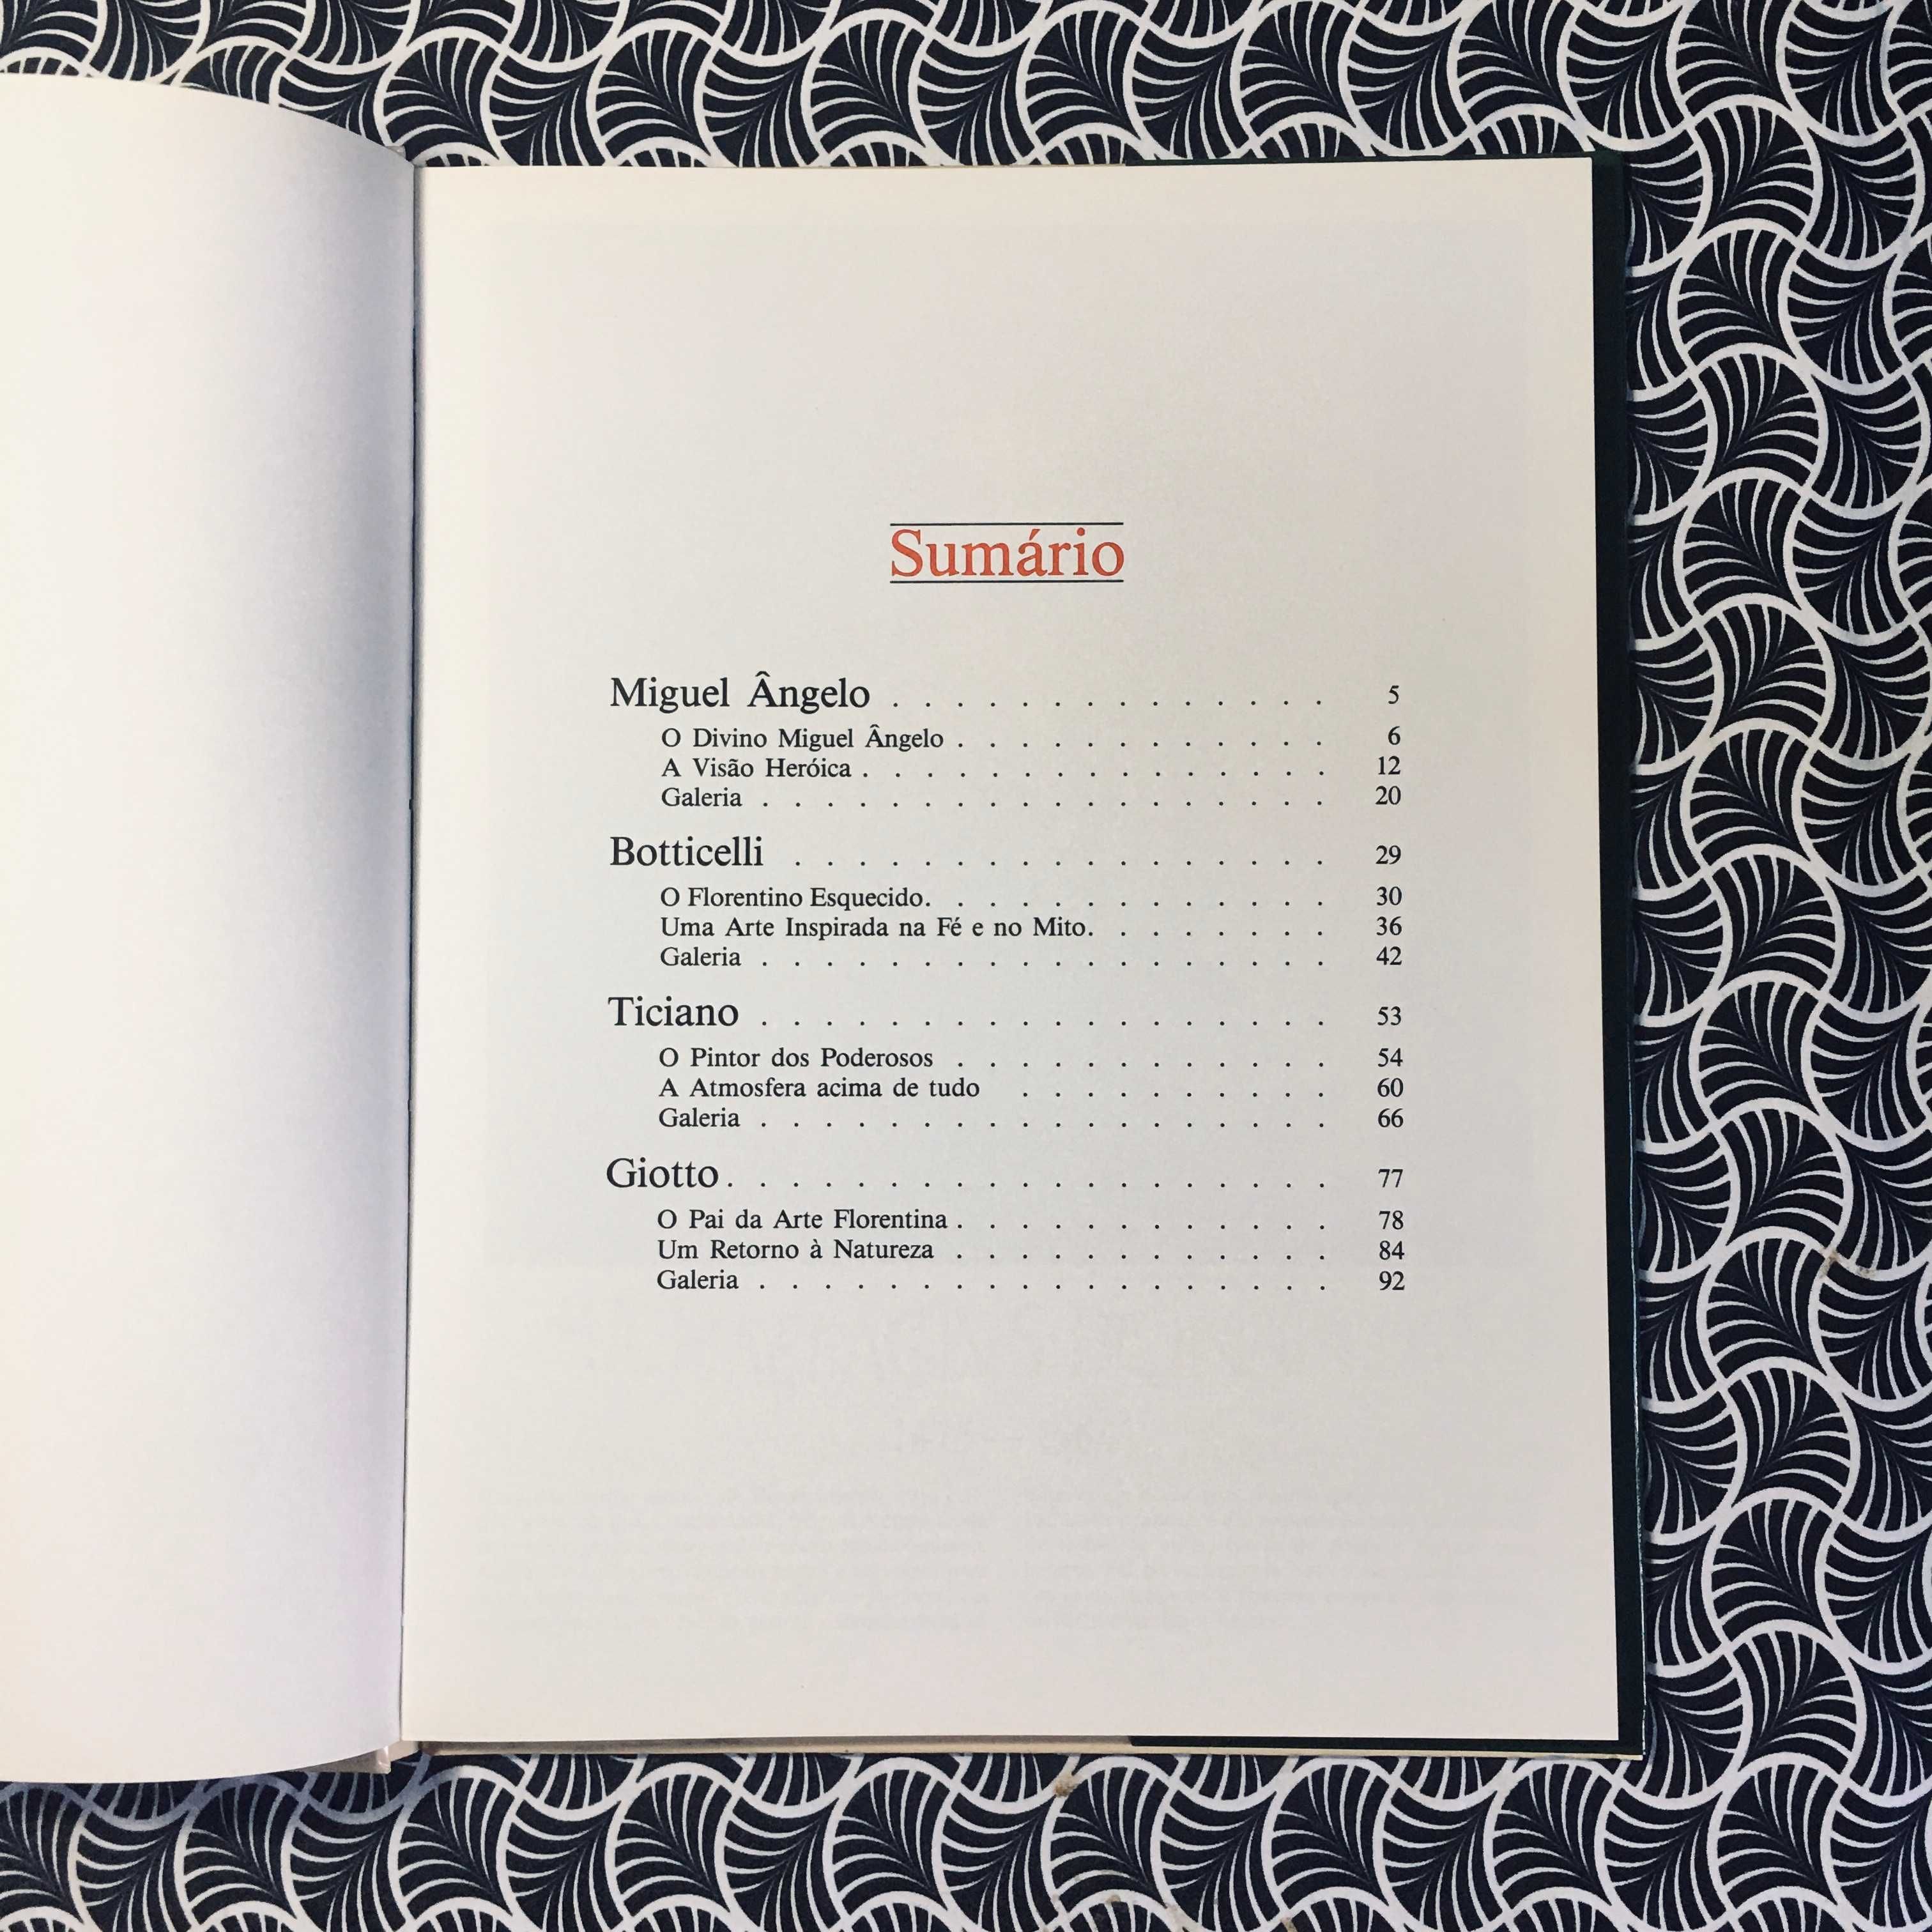 Sumário
Miguel Ângelo . . . . . . . . . . . . . . 5
O Divino Miguel Ângelo . . . . . . . . . . . . 6
A Visão Heróica . . . . . . . . . . . . . . . 12
Galeria . . . . . . . . . . . . . . . . . . 20
Botticelli . . . . . . . . . . . . . . . . . 29
O Florentino Esquecido. . . . . . . . . . . . . 30
Uma Arte Inspirada na Fé e no Mito. . . . . . . . 36
Galeria . . . . . . . . . . . . . . . . . . 42
Ticiano . . . . . . . . . . . . . . . . . . 53
O Pintor dos Poderosos . . . . . . . . . . . . 54
A Atmosfera acima de tudo . . . . . . . . . . 60
Galeria . . . . . . . . . . . . . . . . . . 66
Giotto . . . . . . . . . . . . . . . . . . . 77
O Pai da Arte Florentina . . . . . . . . . . . . 78
Um Retorno à Natureza . . . . . . . . . . . . 84
Galeria . . . . . . . . . . . . . . . . . . 92